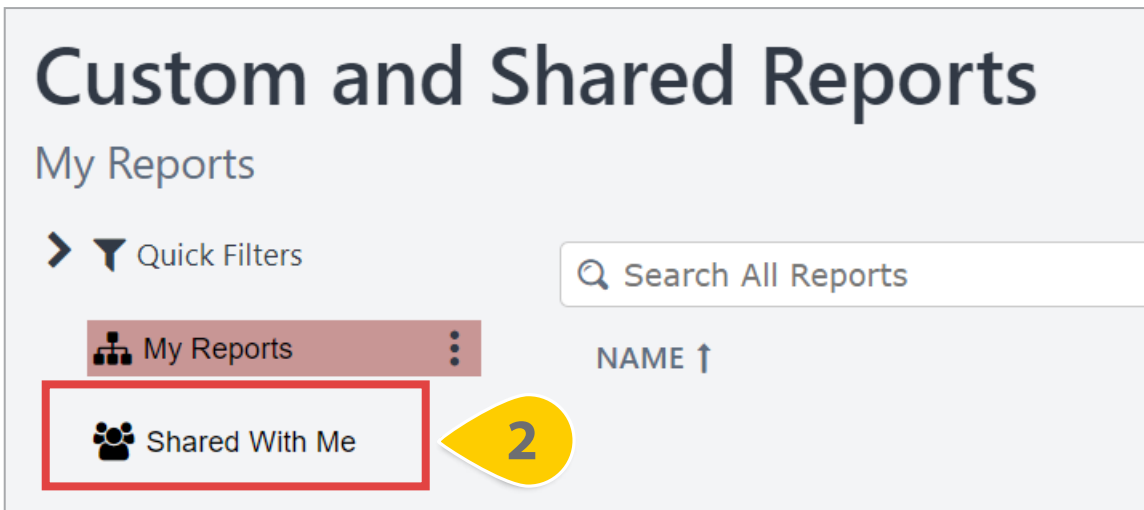 Custom and Shared Reports
My Reports
Quick Filters
Search All Reports
My Reports
NAME
Shared With Me
2